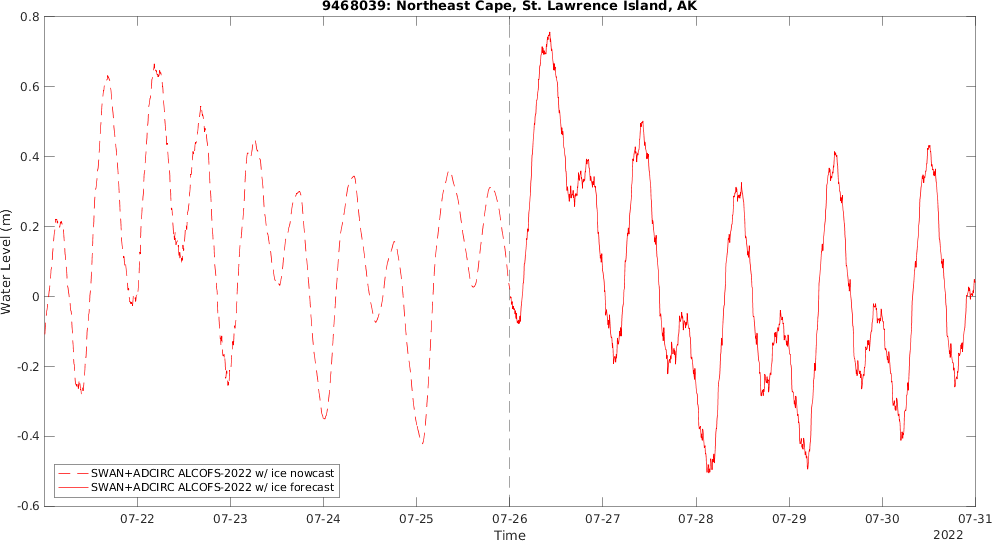 9468039: Northeast Cape, St. Lawrence Island, AK
0.8
0.6
0.4
0.2
0
-0.2
-0.4
-0.6
Water Level (m)
SWAN+ADCIRC ALCOFS-2022 w/ ice nowcast
SWAN+ADCIRC ALCOFS-2022 w/ ice forecast
07-22 07-23 07-24 07-25 07-26 07-27 07-28 07-29 07-30 07-31
Time
2022